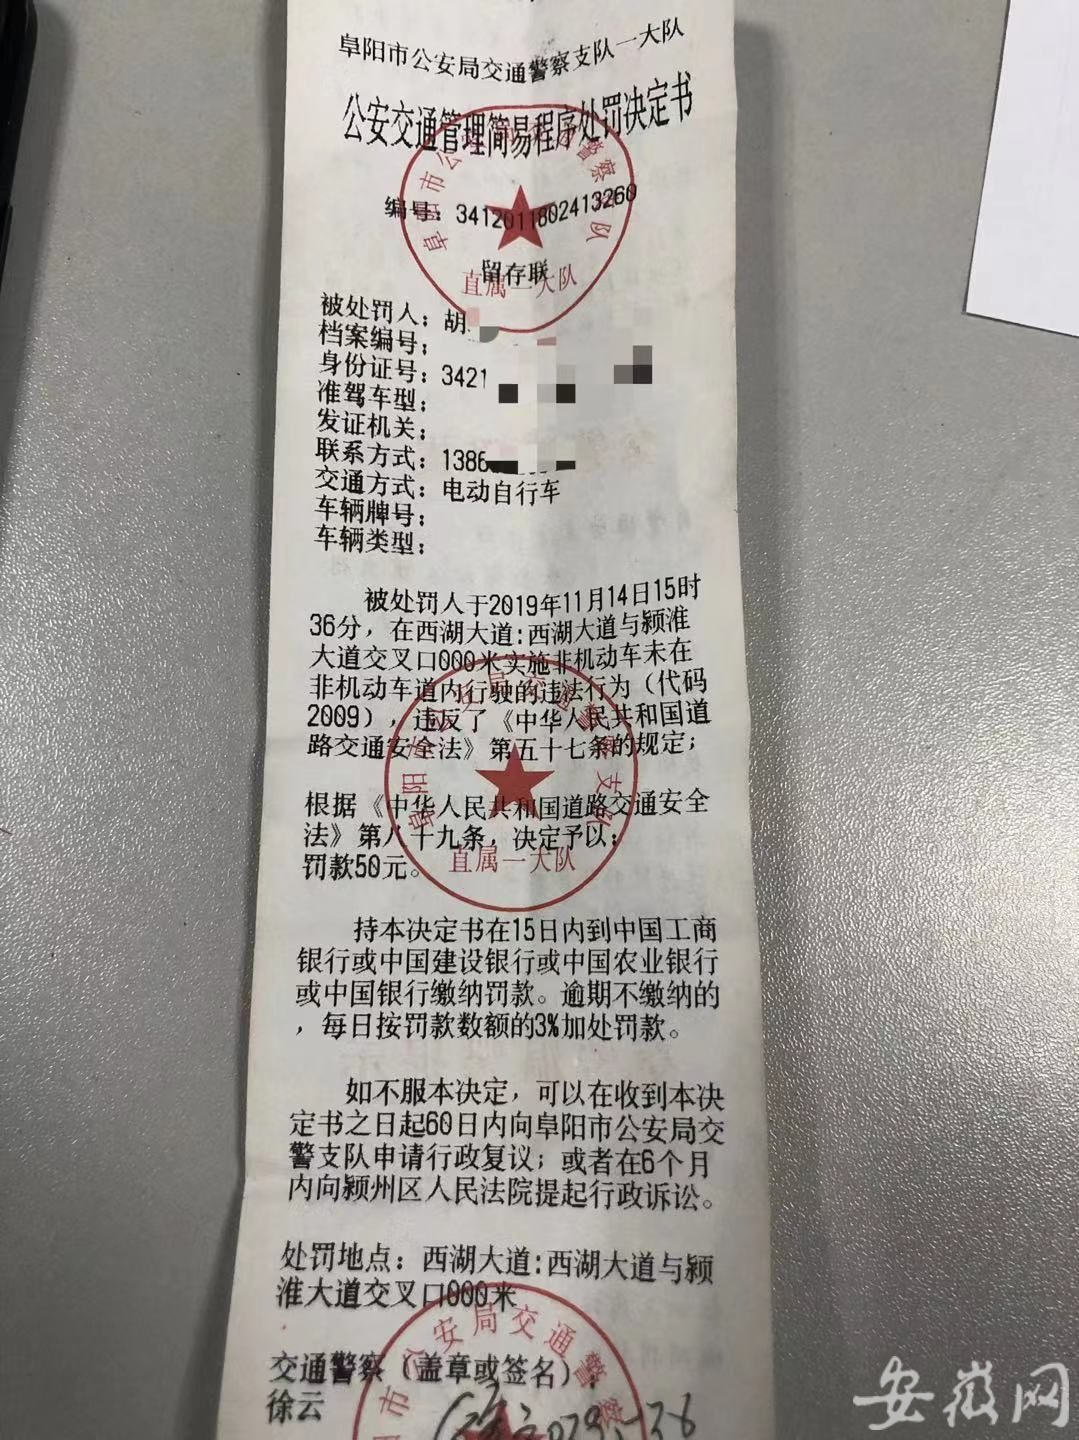 阜阳市公安局交通警察支队一大队
公安交通管理简易程序处罚决定书
编号：3412011802413260
留存联
直属一大队
被处罚人：胡
档案编号：
身份证号：3421
准驾车型：
发证机关：
联系方式：1386
交通方式：电动自行车
车辆牌号：
车辆类型：
被处罚人于2019年11月14日15时
36分，在西湖大道:西湖大道与颍淮
大道交叉口000米实施非机动车未在
非机动车道内行驶的违法行为（代码
2009），违反了《中华人民共和国道
路交通安全法》第五十七条的规定；
根据《中华人民共和国道路交通安全
法》第八十九条，决定予以：
罚款50元。
直属一大队
持本决定书在15日内到中国工商
银行或中国建设银行或中国农业银行
或中国银行缴纳罚款。逾期不缴纳的
，每日按罚款数额的3%加处罚款。
如不服本决定，可以在收到本决
定书之日起60日内向阜阳市公安局交
警支队申请行政复议；或者在6个月
内向颍州区人民法院提起行政诉讼。
处罚地点：西湖大道:西湖大道与颍
淮大道交叉口000米
交通警察（盖章或签名）：
徐云
安徽网